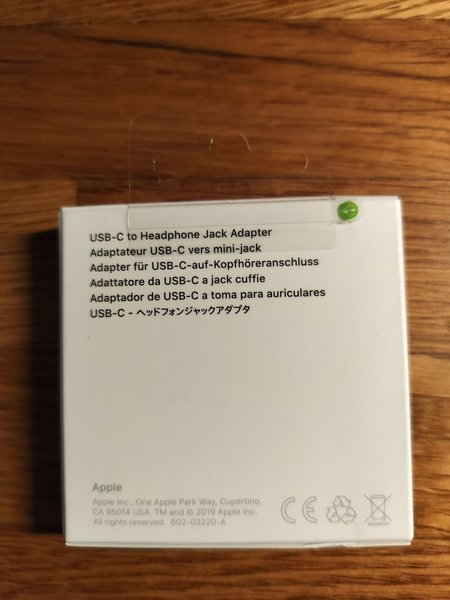 USB-C to Headphone Jack Adapter
Adaptateur USB-C vers mini-jack
Adapter für USB-C-auf-Kopfhöreranschluss
Adattatore da USB-C a jack cuffie
Adaptador de USB-C a toma para auriculares
USB-C - ヘッドフォンジャックアダプタ
Apple
Apple Inc., One Apple Park Way, Cupertino,
CA 95014 USA. TM and © 2019 Apple Inc.
All rights reserved. 602-03220-A
CE